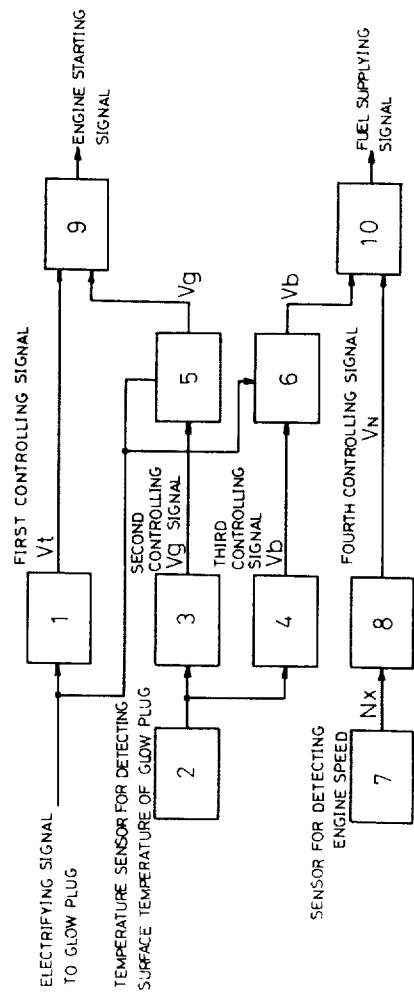 ELECTRIFYING SIGNAL
TO GLOW PLUG
1
FIRST CONTROLLING SIGNAL
Vt
9
ENGINE STARTING
SIGNAL
TEMPERATURE SENSOR FOR DETECTING
SURFACE TEMPERATURE OF GLOW PLUG
2
3
SECOND
CONTROLLING
Vg SIGNAL
5
Vg
4
THIRD
CONTROLLING
SIGNAL
Vb
6
Vb
SENSOR FOR DETECTING
ENGINE SPEED
7
Nx
8
FOURTH CONTROLLING SIGNAL
VN
10
FUEL SUPPLYING
SIGNAL